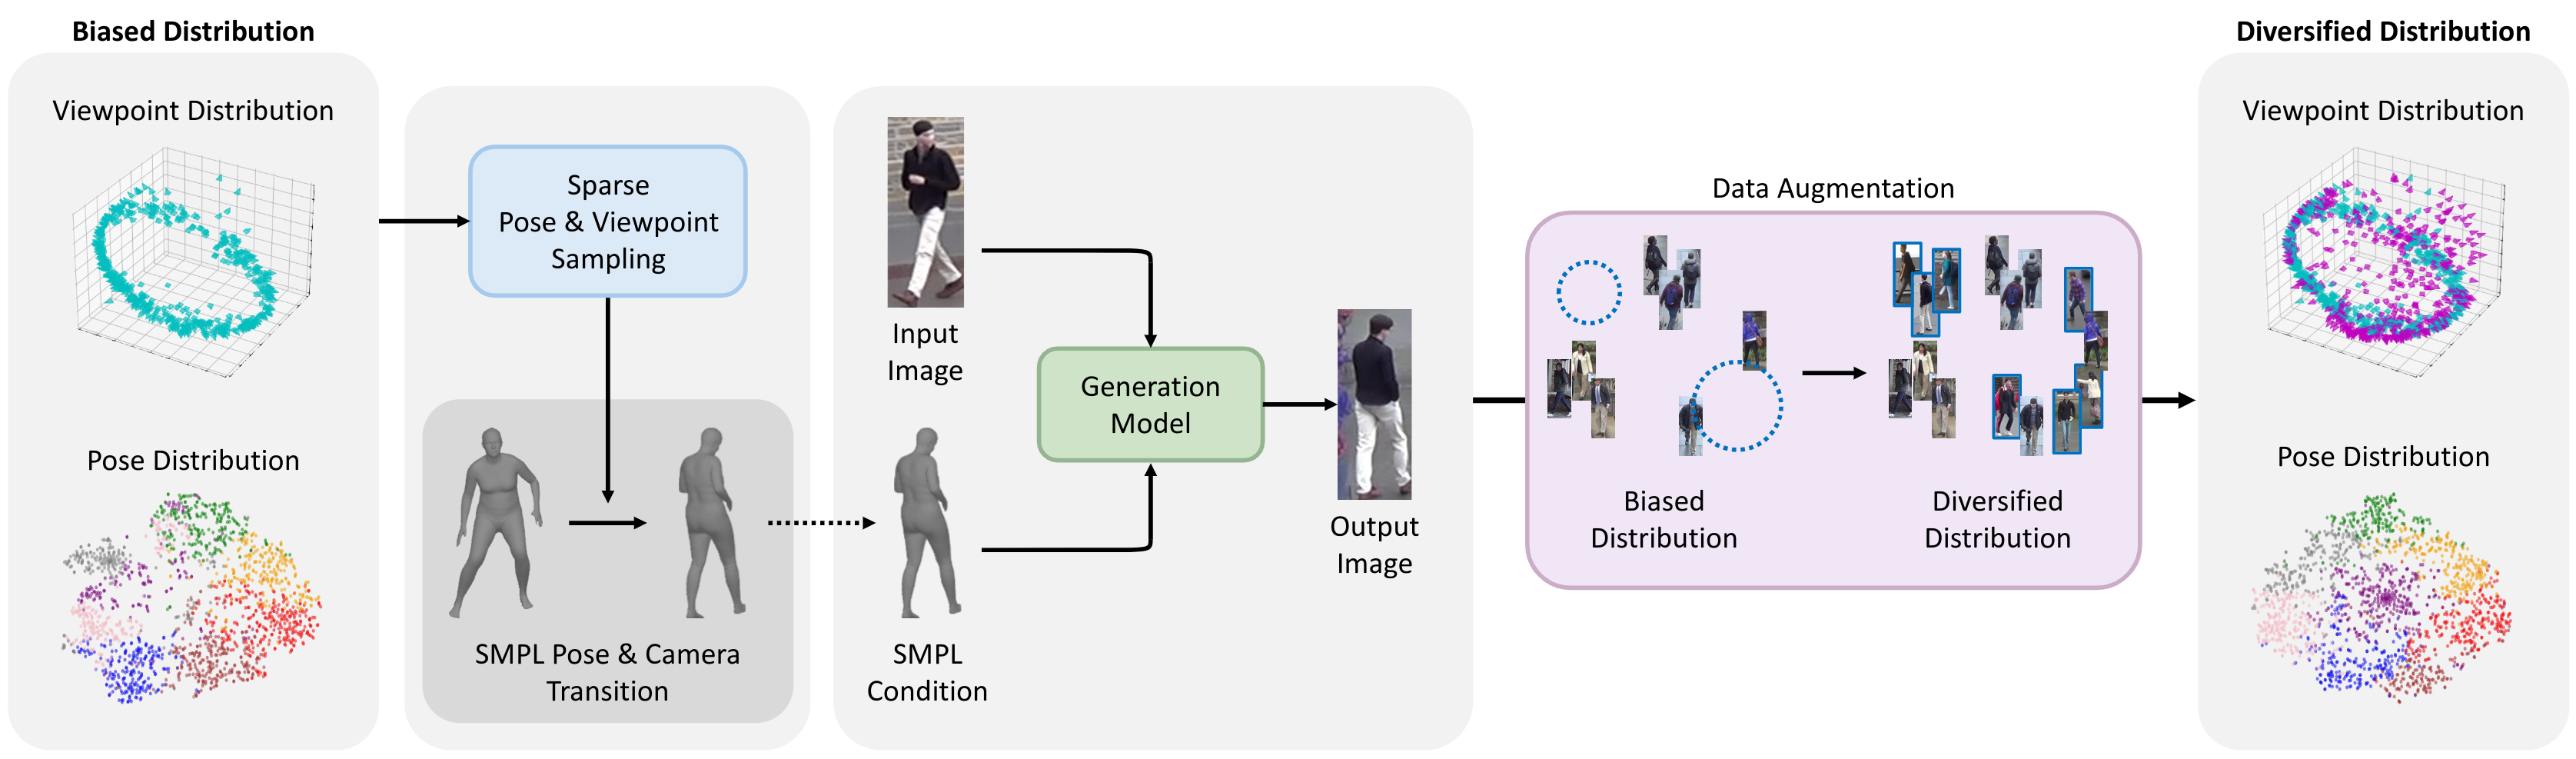 Biased Distribution
Viewpoint Distribution
Pose Distribution
Sparse
Pose & Viewpoint
Sampling
SMPL Pose & Camera
Transition
Input
Image
SMPL
Condition
Generation
Model
Output
Image
Data Augmentation
Biased
Distribution
Diversified
Distribution
Diversified Distribution
Viewpoint Distribution
Pose Distribution